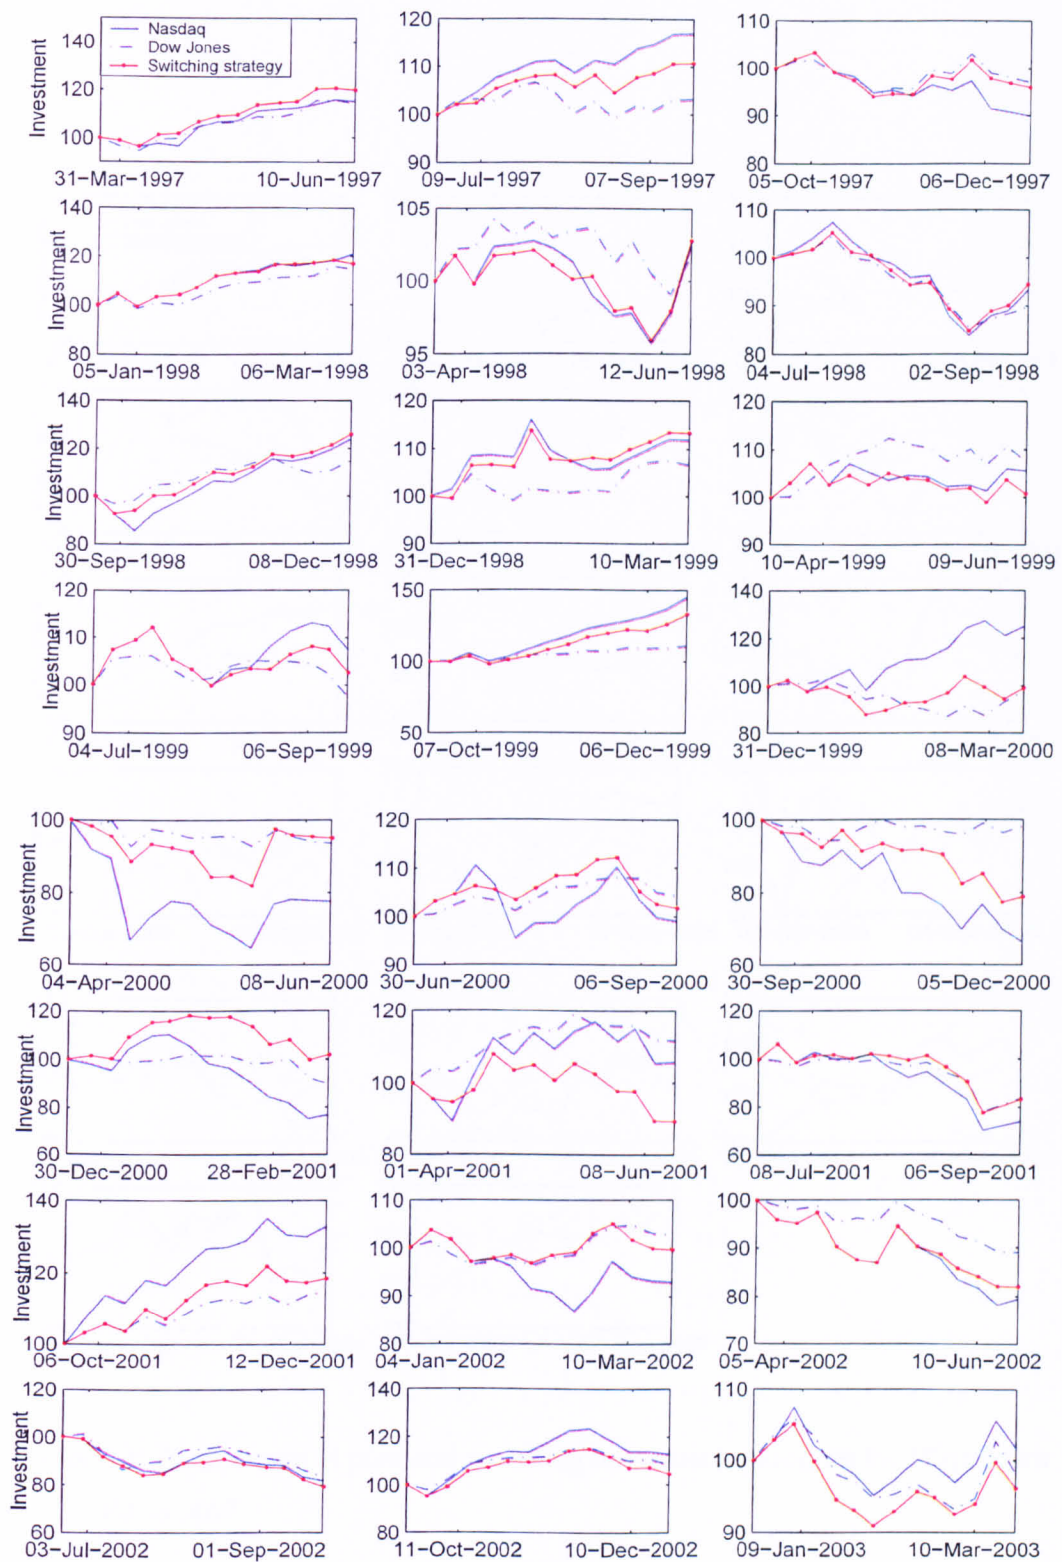 Nasdaq
Dow Jones
Switching strategy
Investment
140
120
100
31-Mar-1997
10-Jun-1997
120
110
100
90
09-Jul-1997
07-Sep-1997
120
100
80
05-Oct-1997
06-Dec-1997
Investment
140
120
100
80
05-Jan-1998
06-Mar-1998
105
100
95
03-Apr-1998
12-Jun-1998
110
100
90
80
04-Jul-1998
02-Sep-1998
Investment
140
120
100
80
30-Sep-1998
08-Dec-1998
120
110
100
90
31-Dec-1998
10-Mar-1999
120
110
100
90
10-Apr-1999
09-Jun-1999
Investment
120
110
100
90
04-Jul-1999
06-Sep-1999
150
100
50
07-Oct-1999
06-Dec-1999
140
120
100
80
31-Dec-1999
08-Mar-2000
Investment
100
80
60
04-Apr-2000
08-Jun-2000
120
110
100
90
30-Jun-2000
06-Sep-2000
100
80
60
30-Sep-2000
05-Dec-2000
Investment
120
100
80
60
30-Dec-2000
28-Feb-2001
120
100
80
01-Apr-2001
08-Jun-2001
120
100
80
60
08-Jul-2001
06-Sep-2001
Investment
140
120
100
06-Oct-2001
12-Dec-2001
110
100
90
80
04-Jan-2002
10-Mar-2002
100
90
80
70
05-Apr-2002
10-Jun-2002
Investment
120
100
80
60
03-Jul-2002
01-Sep-2002
140
120
100
80
11-Oct-2002
10-Dec-2002
110
100
90
09-Jan-2003
10-Mar-2003